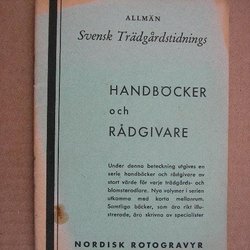 ALLMÄN
Svensk Trädgårdstidnings
HANDBÖCKER
och
RÅDGIVARE
Under denna beteckning utgives en
serie handböcker och rådgivare av
stort värde för varje trädgårds- och
blomsterodlare. Nya volymer i serien
utkomma med korta mellanrum.
Samtliga böcker, som äro rikt illu-
strerade, äro skrivna av specialister
NORDISK ROTOGRAVYR